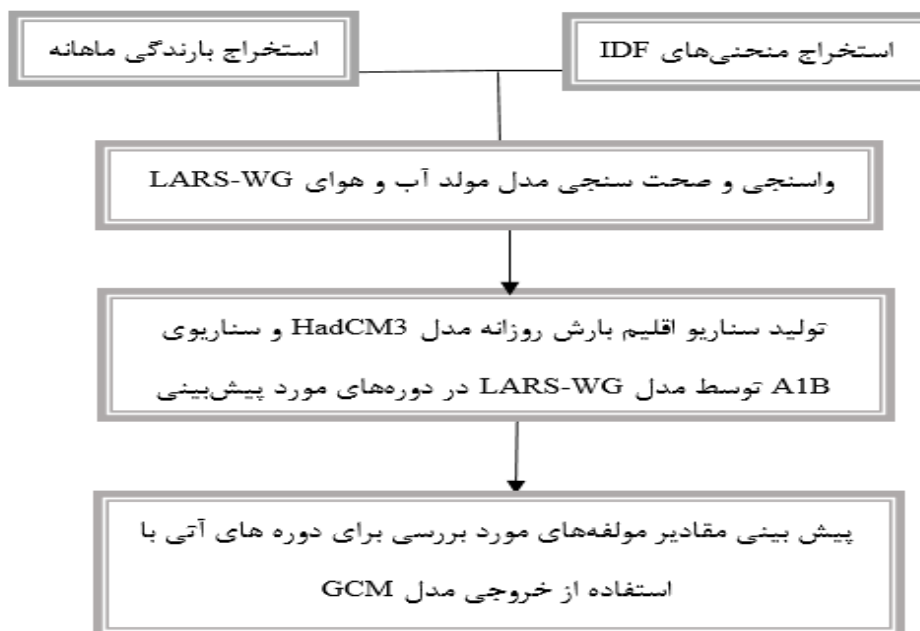 استخراج منحنی‌های IDF
استخراج بارندگی ماهانه
واسنجی و صحت سنجی مدل مولد آب و هوای LARS-WG
تولید سناریو اقلیم بارش روزانه مدل HadCM3 و سناریوی
A1B توسط مدل LARS-WG در دوره‌های مورد پیش‌بینی
پیش بینی مقادیر مولفه‌های مورد بررسی برای دوره های آتی با
استفاده از خروجی مدل GCM